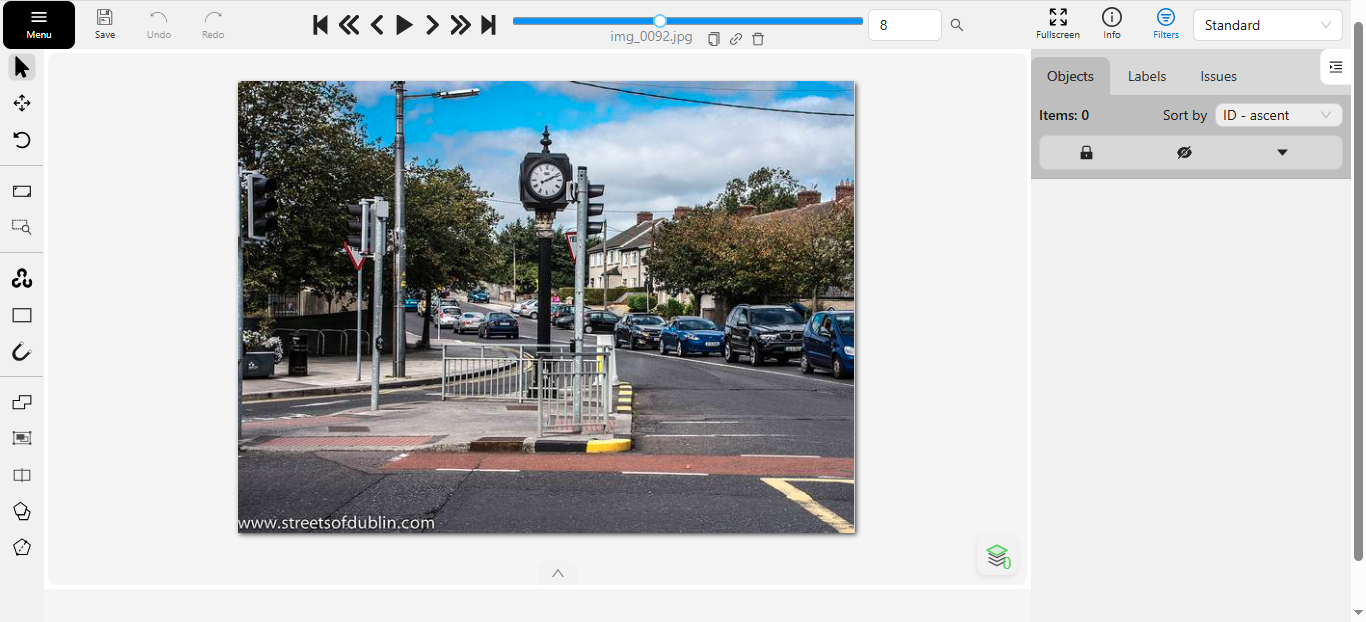 Menu
Save
Undo
Redo
img_0092.jpg
8
Fullscreen
Info
Filters
Standard
Objects
Labels
Issues
Items: 0
Sort by
ID - ascent
www.streetsofdublin.com
0